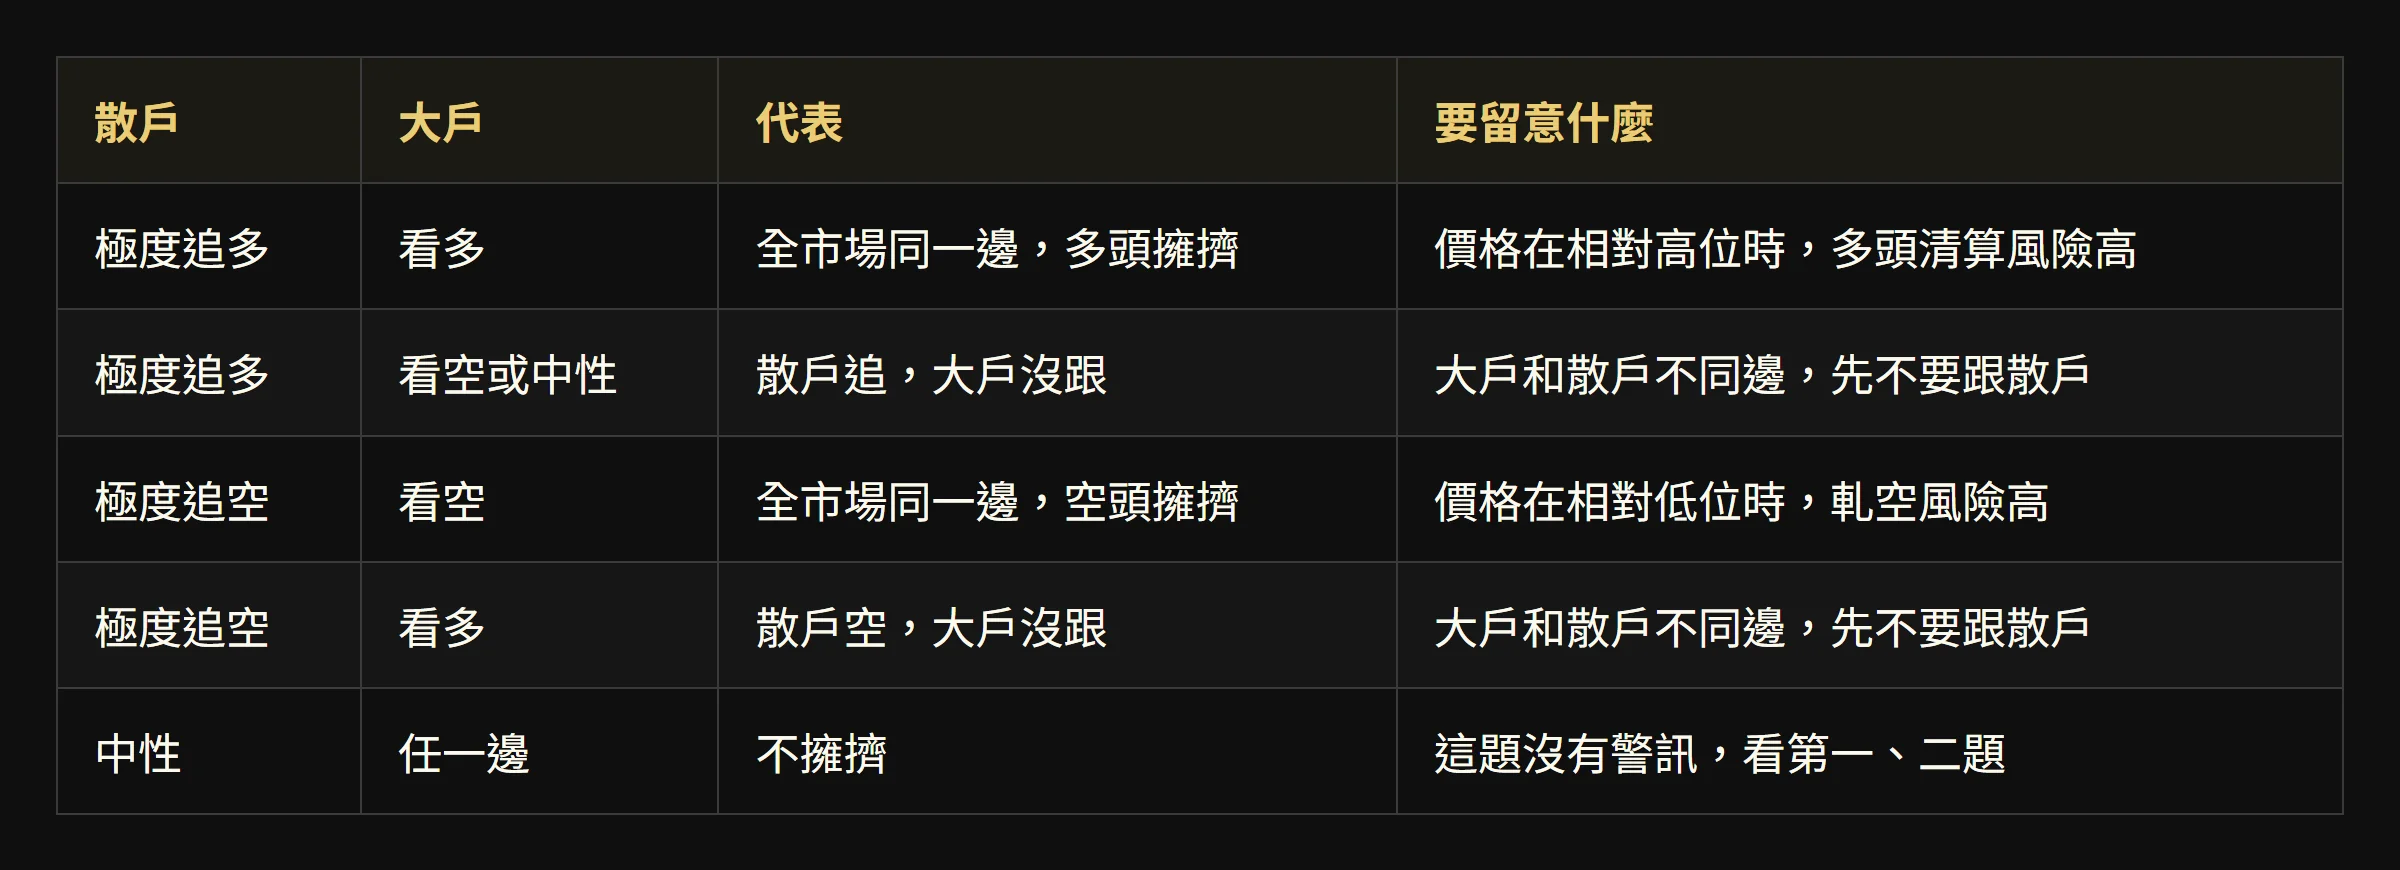 散戶 大戶 代表 要留意什麼
極度追多 看多 全市場同一邊，多頭擁擠 價格在相對高位時，多頭清算風險高
極度追多 看空或中性 散戶追，大戶沒跟 大戶和散戶不同邊，先不要跟散戶
極度追空 看空 全市場同一邊，空頭擁擠 價格在相對低位時，軋空風險高
極度追空 看多 散戶空，大戶沒跟 大戶和散戶不同邊，先不要跟散戶
中性 任一邊 不擁擠 這題沒有警訊，看第一、二題